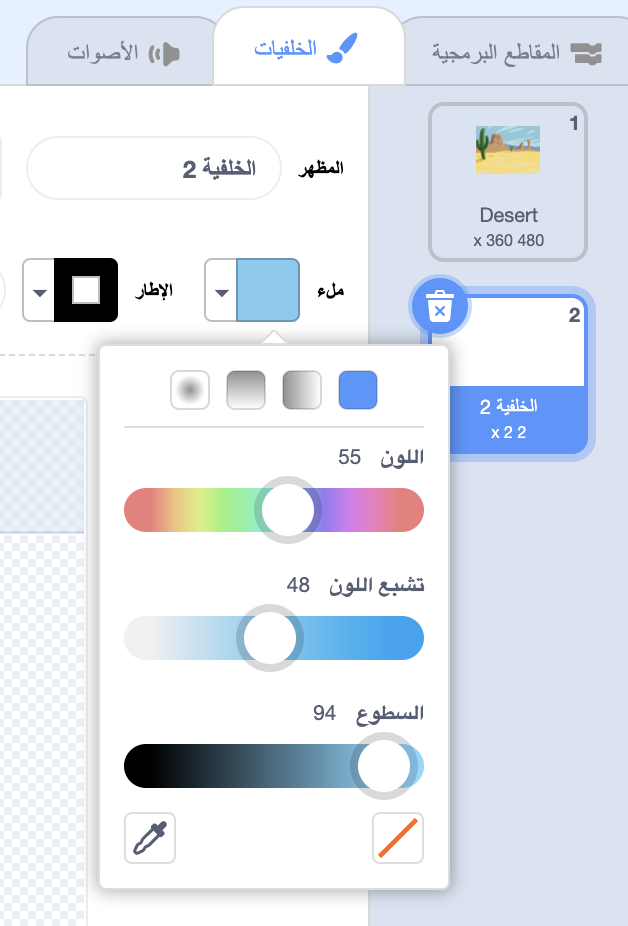 المقاطع البرمجية
الخلفيات
الأصوات
1
Desert
480 x 360
2
الخلفية 2
2 x 2
المظهر
الخلفية 2
ملء
الإطار
اللون 55
تشبع اللون 48
السطوع 94